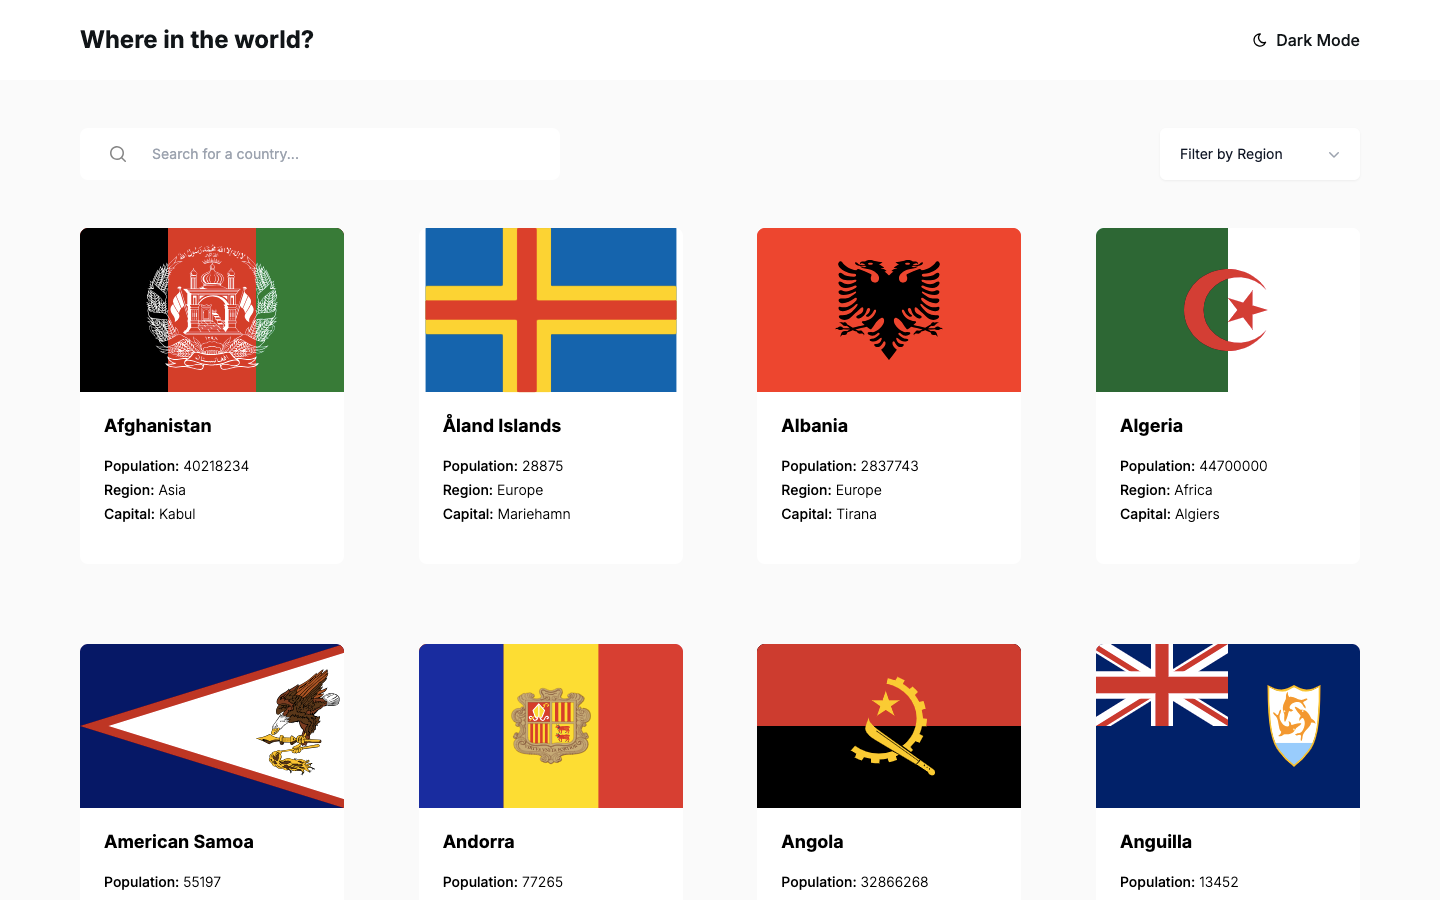 Where in the world?
Dark Mode
Search for a country...
Filter by Region
Afghanistan
Population: 40218234
Region: Asia
Capital: Kabul
Åland Islands
Population: 28875
Region: Europe
Capital: Mariehamn
Albania
Population: 2837743
Region: Europe
Capital: Tirana
Algeria
Population: 44700000
Region: Africa
Capital: Algiers
American Samoa
Population: 55197
Andorra
Population: 77265
Angola
Population: 32866268
Anguilla
Population: 13452